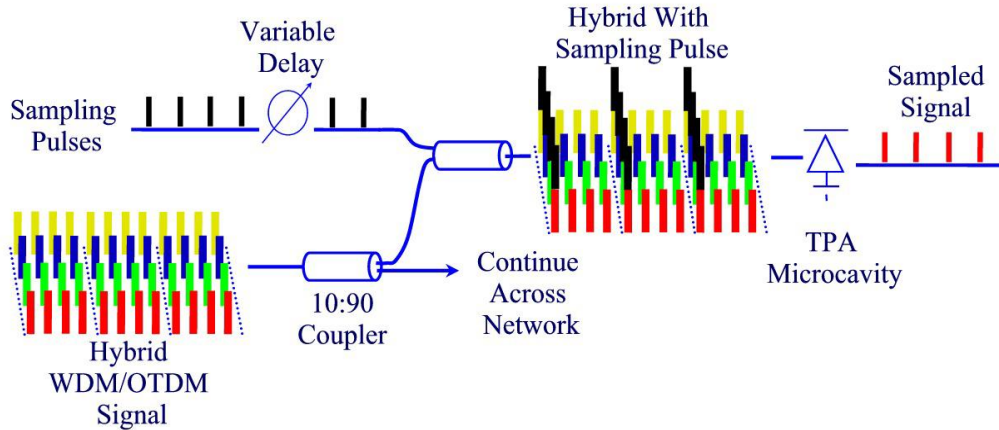 Variable
Delay
Hybrid With
Sampling Pulse
Sampled
Signal
Sampling
Pulses
TPA
Microcavity
Continue
Across
Network
10:90
Coupler
Hybrid
WDM/OTDM
Signal